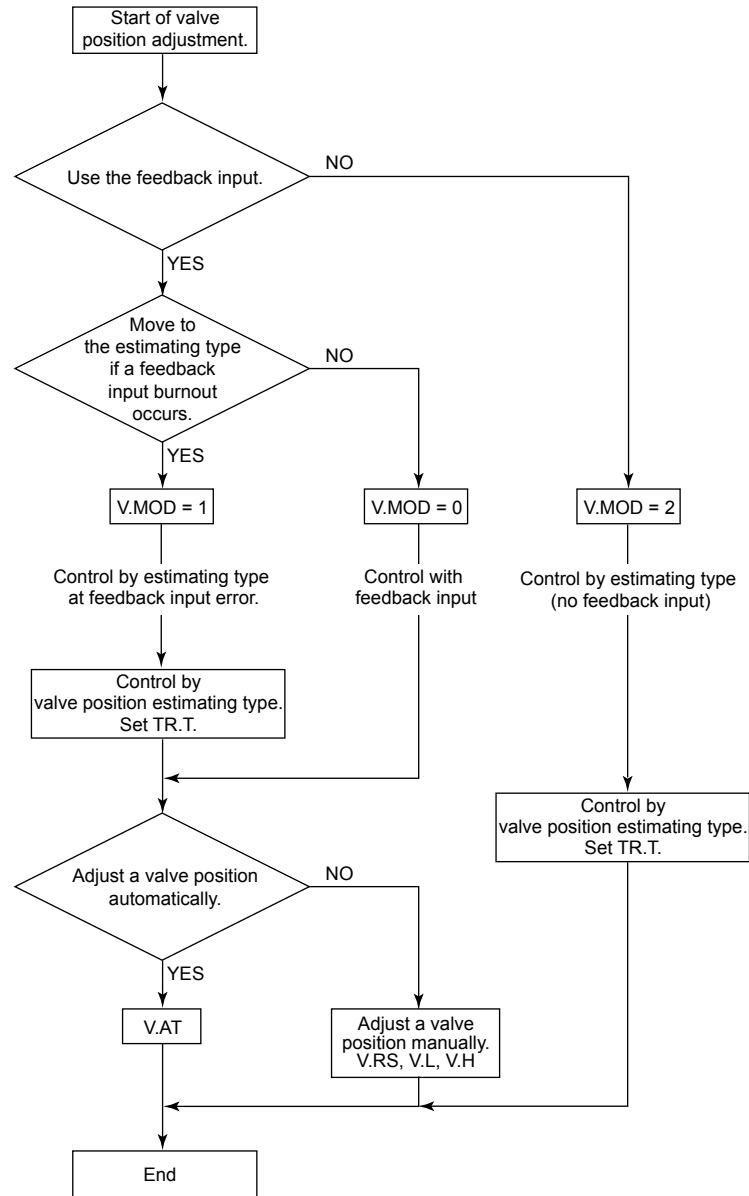 Start of valve
position adjustment.
Use the feedback input.
NO
YES
Move to
the estimating type
if a feedback
input burnout
occurs.
NO
YES
V.MOD = 1
V.MOD = 0
V.MOD = 2
Control by estimating type
at feedback input error.
Control with
feedback input
Control by estimating type
(no feedback input)
Control by
valve position estimating type.
Set TR.T.
Control by
valve position estimating type.
Set TR.T.
Adjust a valve position
automatically.
NO
YES
V.AT
Adjust a valve
position manually.
V.RS, V.L, V.H
End